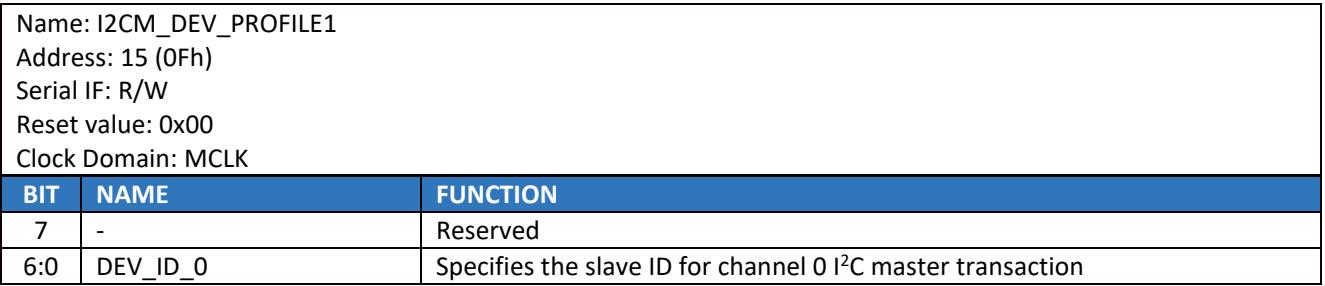 Name: I2CM_DEV_PROFILE1
Address: 15 (0Fh)
Serial IF: R/W
Reset value: 0x00
Clock Domain: MCLK
BIT NAME FUNCTION
7 - Reserved
6:0 DEV_ID_0 Specifies the slave ID for channel 0 I²C master transaction